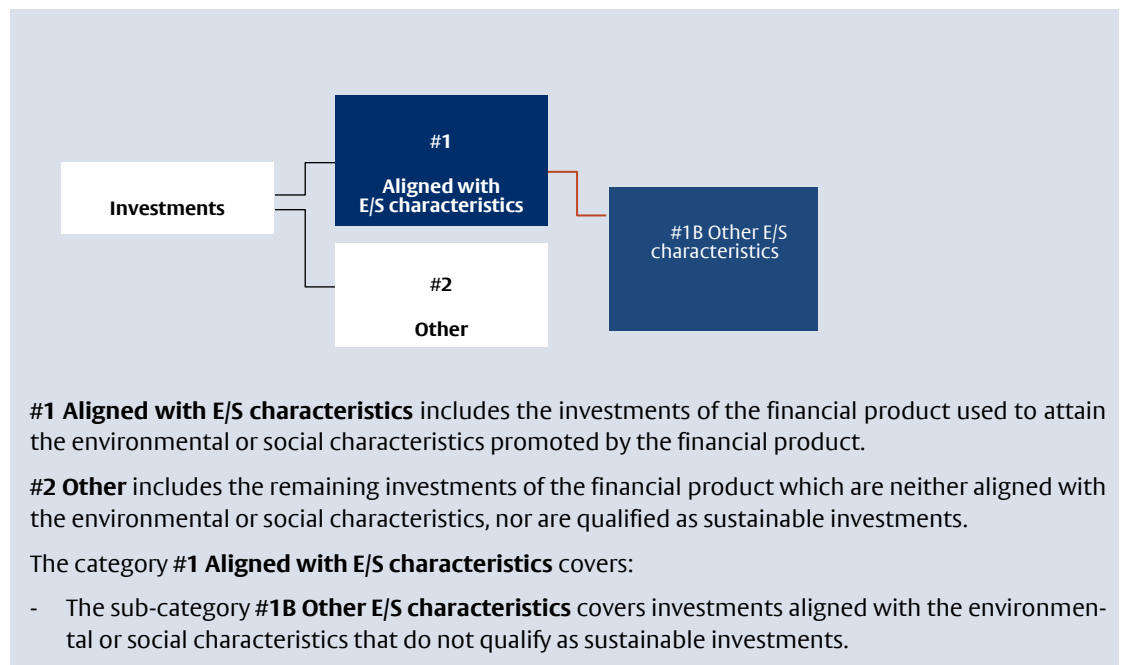 #1
Aligned with
E/S characteristics
Investments
#1B Other E/S
characteristics
#2
Other
#1 Aligned with E/S characteristics includes the investments of the financial product used to attain
the environmental or social characteristics promoted by the financial product.
#2 Other includes the remaining investments of the financial product which are neither aligned with
the environmental or social characteristics, nor are qualified as sustainable investments.
The category #1 Aligned with E/S characteristics covers:
- The sub-category #1B Other E/S characteristics covers investments aligned with the environmen-
tal or social characteristics that do not qualify as sustainable investments.